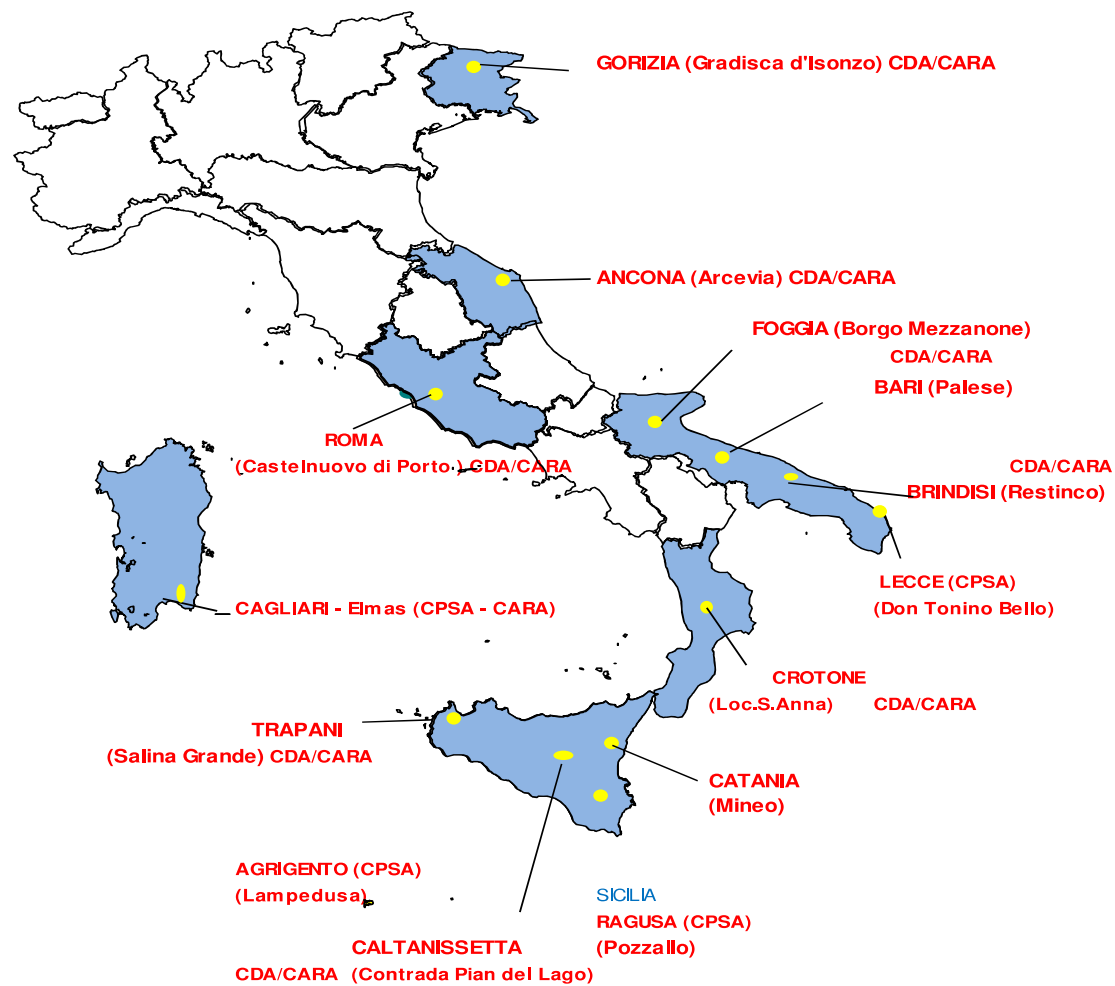 GORIZIA (Gradisca d'Isonzo) CDA/CARA
ANCONA (Arcevia) CDA/CARA
FOGGIA (Borgo Mezzanone)
CDA/CARA
BARI (Palese)
ROMA
(Castelnuovo di Porto ) CDA/CARA
CDA/CARA
BRINDISI (Restinco)
LECCE (CPSA)
(Don Tonino Bello)
CAGLIARI - Elmas (CPSA - CARA)
CROTONE
(Loc.S.Anna) CDA/CARA
TRAPANI
(Salina Grande) CDA/CARA
CATANIA
(Mineo)
AGRIGENTO (CPSA)
(Lampedusa)
SICILIA
RAGUSA (CPSA)
(Pozzallo)
CALTANISSETTA
CDA/CARA (Contrada Pian del Lago)